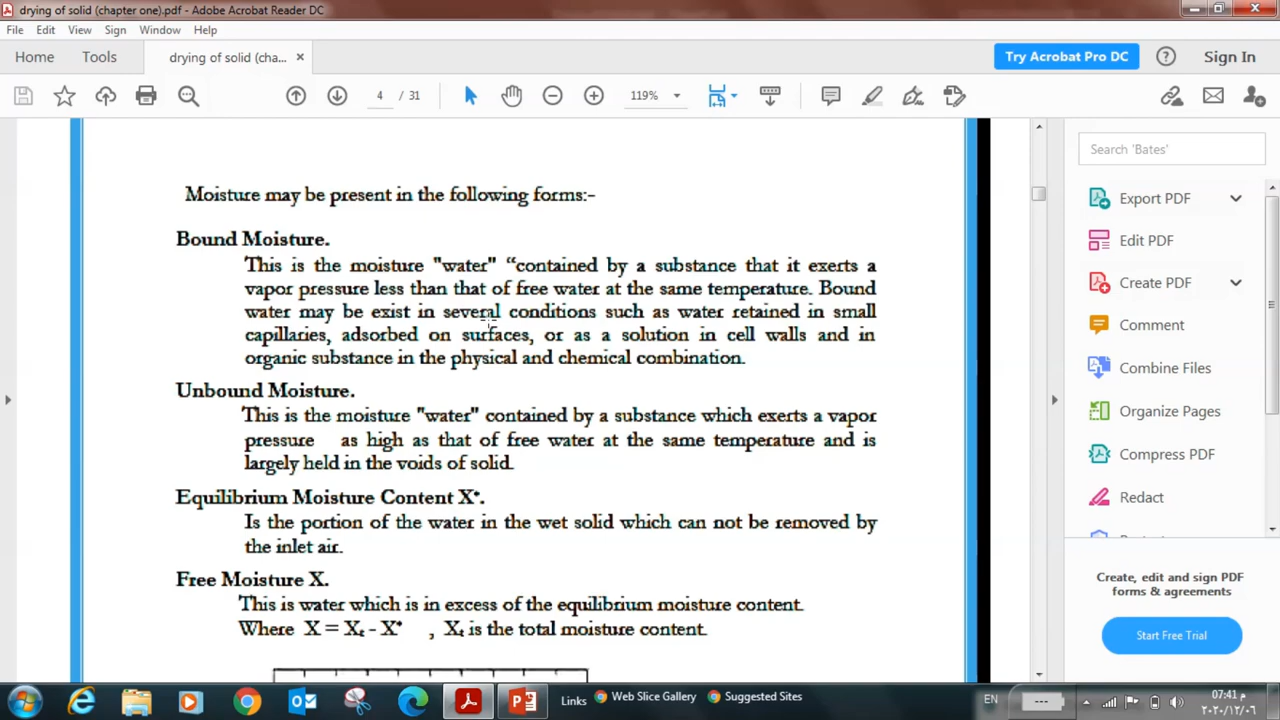 drying of solid (chapter one).pdf - Adobe Acrobat Reader DC
File Edit View Sign Window Help
Home Tools drying of solid (cha... × Try Acrobat Pro DC ? Sign In
4 / 31 119%
Search 'Bates'
Moisture may be present in the following forms:-
Bound Moisture.
This is the moisture "water" “contained by a substance that it exerts a
vapor pressure less than that of free water at the same temperature. Bound
water may be exist in several conditions such as water retained in small
capillaries, adsorbed on surfaces, or as a solution in cell walls and in
organic substance in the physical and chemical combination.
Unbound Moisture.
This is the moisture "water" contained by a substance which exerts a vapor
pressure as high as that of free water at the same temperature and is
largely held in the voids of solid.
Equilibrium Moisture Content X*.
Is the portion of the water in the wet solid which can not be removed by
the inlet air.
Free Moisture X.
This is water which is in excess of the equilibrium moisture content.
Where X = Xt - X* , Xt is the total moisture content.
Export PDF
Edit PDF
Create PDF
Comment
Combine Files
Organize Pages
Compress PDF
Redact
Create, edit and sign PDF
forms & agreements
Start Free Trial
Links Web Slice Gallery Suggested Sites
EN
07:41 م
٢٠٢٠/١٢/٠٦